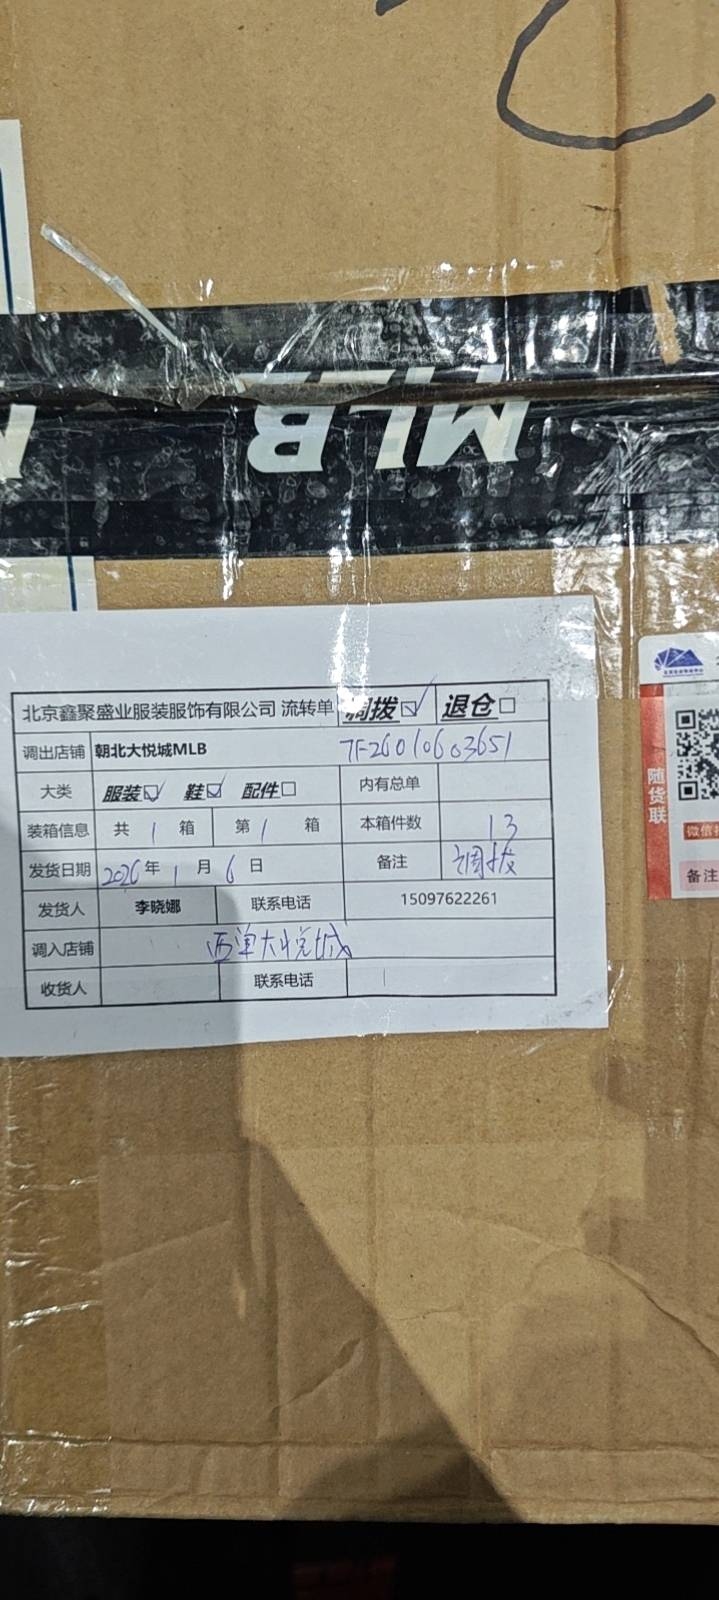 MLB
北京鑫聚盛业服装服饰有限公司 流转单 调拨☑ 退仓□
调出店铺 朝北大悦城MLB 7F26010603651
大类 服装☑ 鞋☑ 配件□ 内有总单
装箱信息 共 1 箱 第 1 箱 本箱件数 13
发货日期 2026年 1 月 6 日 备注 调拨
发货人 李晓娜 联系电话 15097622261
调入店铺 西单大悦城
收货人 联系电话
随货联
备注